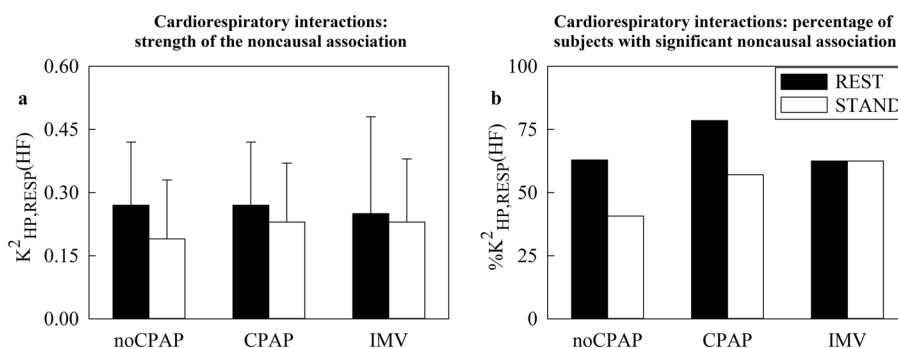 Cardiorespiratory interactions:
strength of the noncausal association
a
K²HP,RESP(HF)
0.60
0.45
0.30
0.15
0.00
noCPAP CPAP IMV
Cardiorespiratory interactions: percentage of
subjects with significant noncausal association
b
%K²HP,RESP(HF)
100
75
50
25
0
REST
STAND
noCPAP CPAP IMV